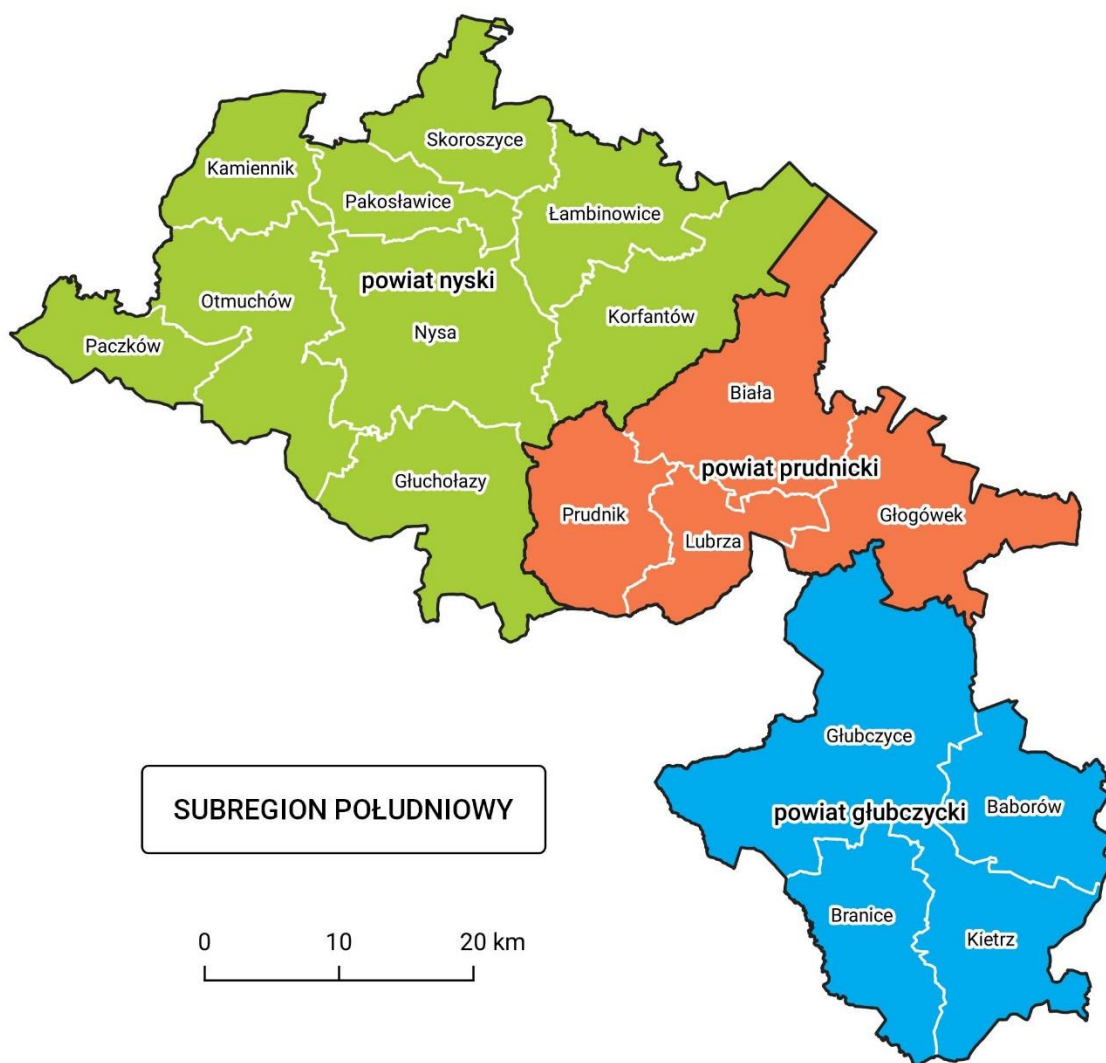 Skoroszyce
Kamiennik
Pakosławice
Łambinowice
powiat nyski
Otmuchów
Korfantów
Nysa
Paczków
Biała
powiat prudnicki
Głuchołazy
Prudnik
Głogówek
Lubrza
Głubczyce
SUBREGION POŁUDNIOWY
powiat głubczycki
Baborów
Branice
Kietrz
0 10 20 km